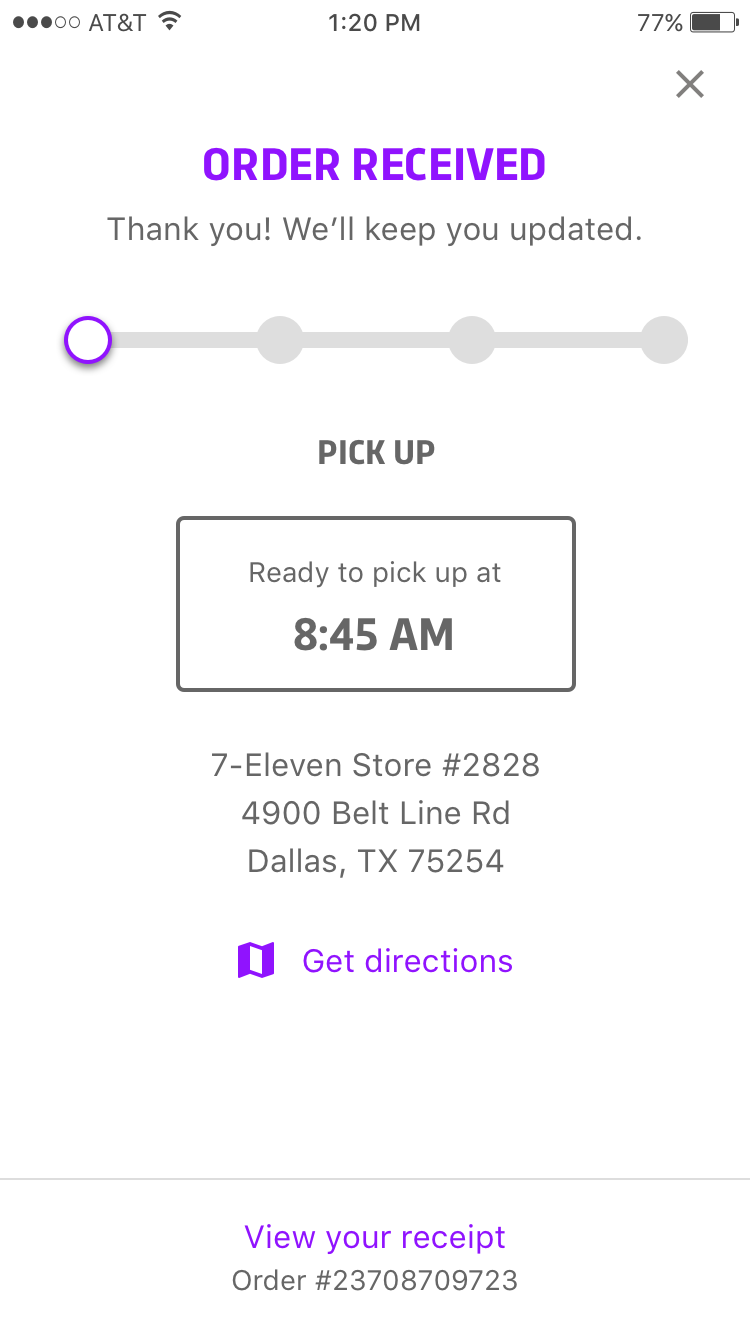 AT&T 1:20 PM 77%
ORDER RECEIVED
Thank you! We’ll keep you updated.
PICK UP
Ready to pick up at
8:45 AM
7-Eleven Store #2828
4900 Belt Line Rd
Dallas, TX 75254
Get directions
View your receipt
Order #23708709723